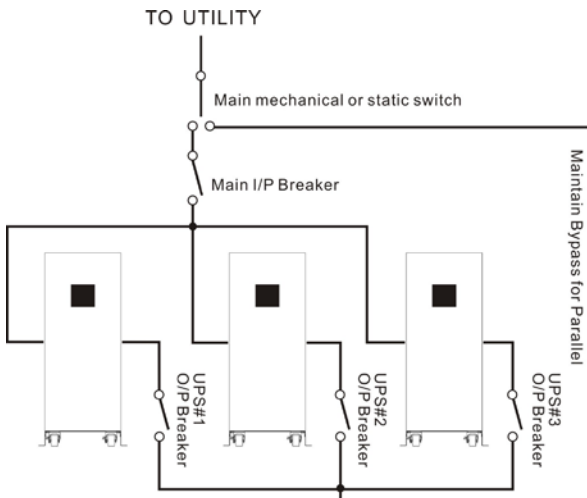 TO UTILITY
Main mechanical or static switch
Main I/P Breaker
Maintain Bypass for Parallel
UPS#1
O/P Breaker
UPS#2
O/P Breaker
UPS#3
O/P Breaker